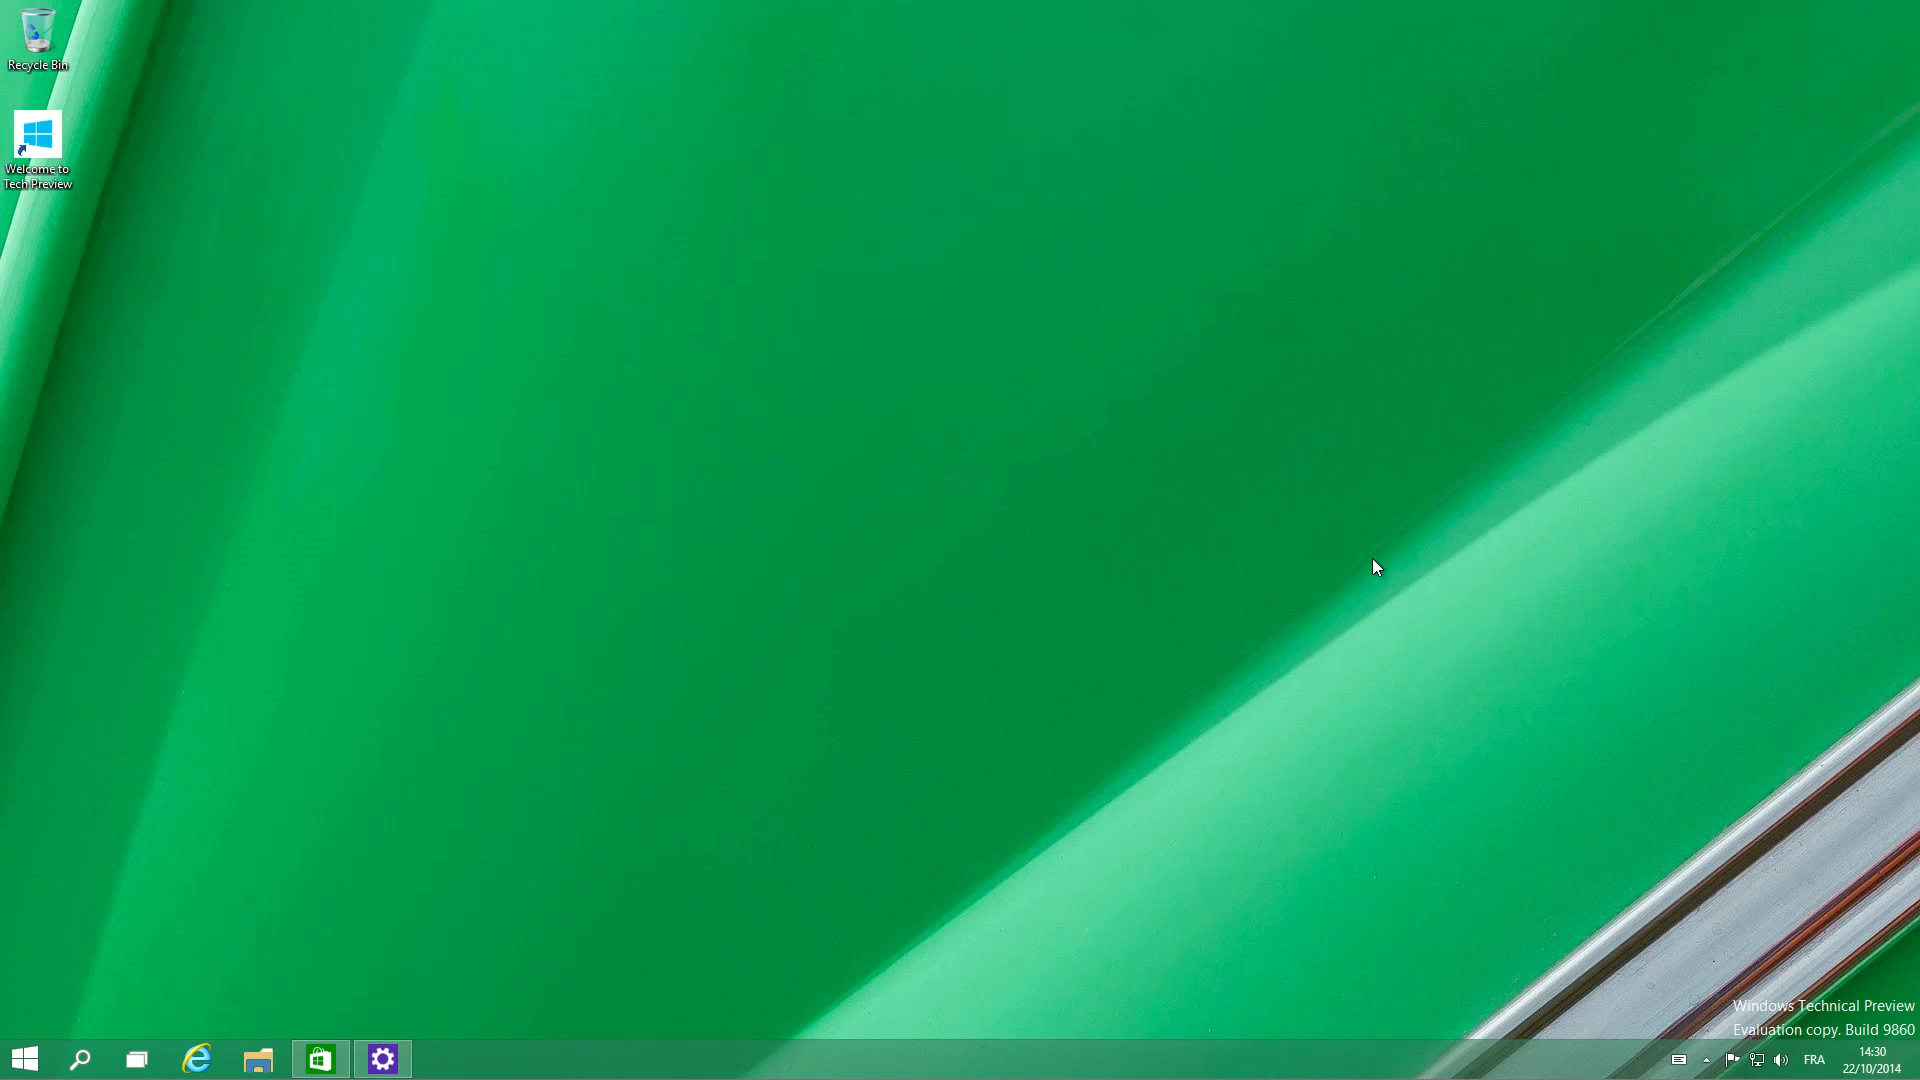 Recycle Bin
Welcome to
Tech Preview
Windows Technical Preview
Evaluation copy. Build 9860
FRA
14:30
22/10/2014